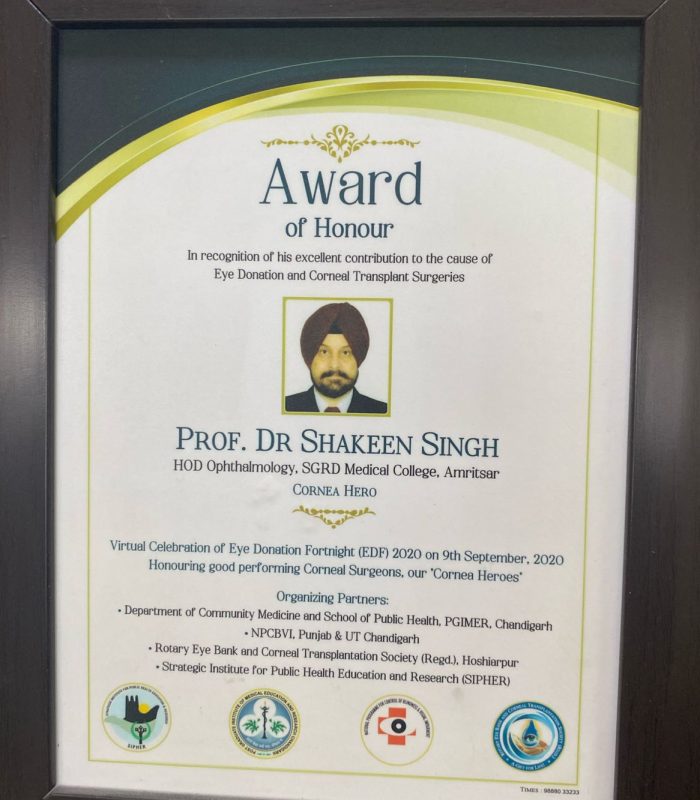 Award
of Honour
In recognition of his excellent contribution to the cause of
Eye Donation and Corneal Transplant Surgeries
PROF. DR SHAKEEN SINGH
HOD Ophthalmology, SGRD Medical College, Amritsar
CORNEA HERO
Virtual Celebration of Eye Donation Fortnight (EDF) 2020 on 9th September, 2020
Honouring good performing Corneal Surgeons, our "Cornea Heroes"
Organizing Partners:
• Department of Community Medicine and School of Public Health, PGIMER, Chandigarh
• NPCBVI, Punjab & UT Chandigarh
• Rotary Eye Bank and Corneal Transplantation Society (Regd.), Hoshiarpur
• Strategic Institute for Public Health Education and Research (SIPHER)
SIPHER
A GIFT FOR LIFE
TIMES : 98880 33233